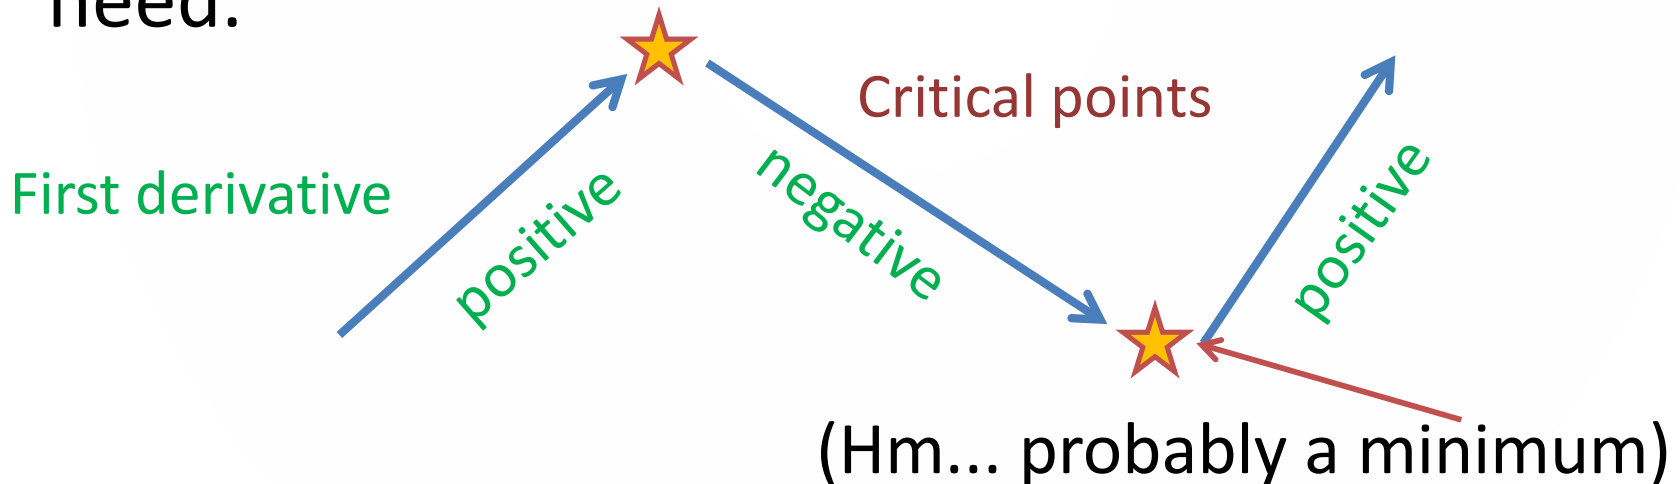 need:
Critical points
First derivative
positive
negative
positive
(Hm... probably a minimum)